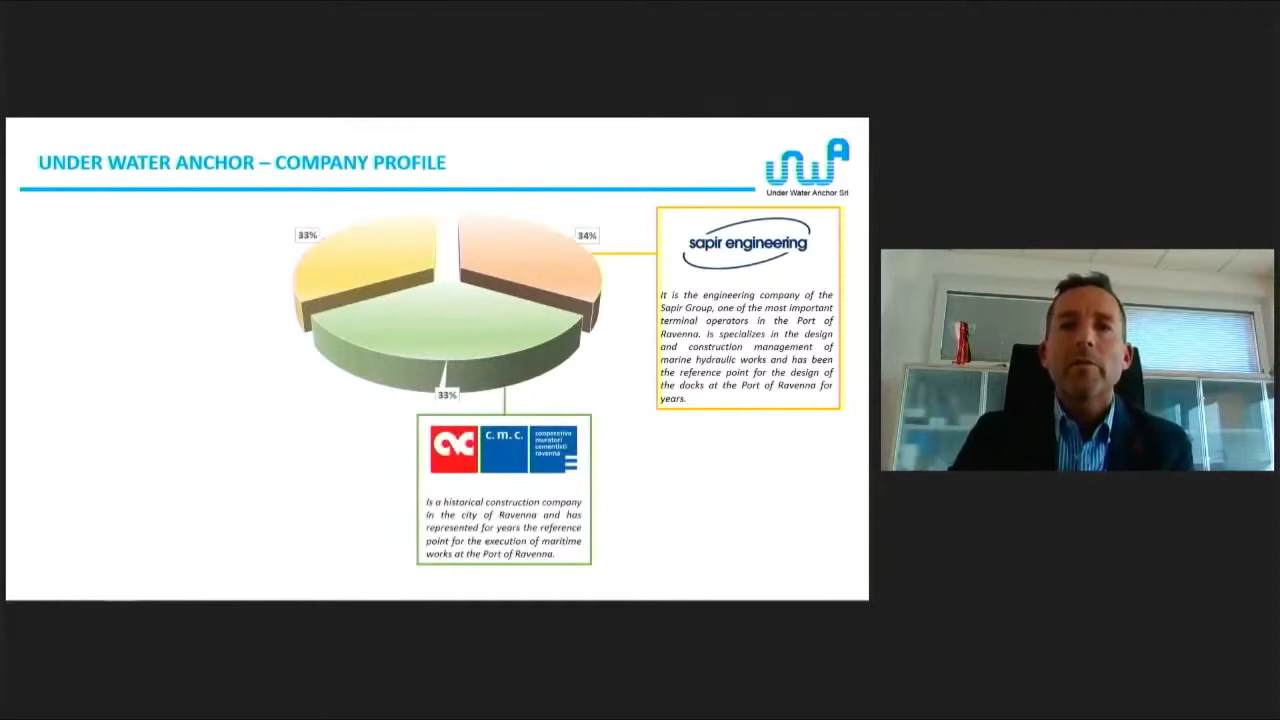 UNDER WATER ANCHOR – COMPANY PROFILE
UWA
Under Water Anchor Srl
33%
34%
33%
sapir engineering
It is the engineering company of the
Sapir Group, one of the most important
terminal operators in the Port of
Ravenna. is specializes in the design
and construction management of
marine hydraulic works and has been
the reference point for the design of
the docks at the Port of Ravenna for
years.
c. m. c.
cooperativa
muratori
cementisti
ravenna
Is a historical construction company
in the city of Ravenna and has
represented for years the reference
point for the execution of maritime
works at the Port of Ravenna.